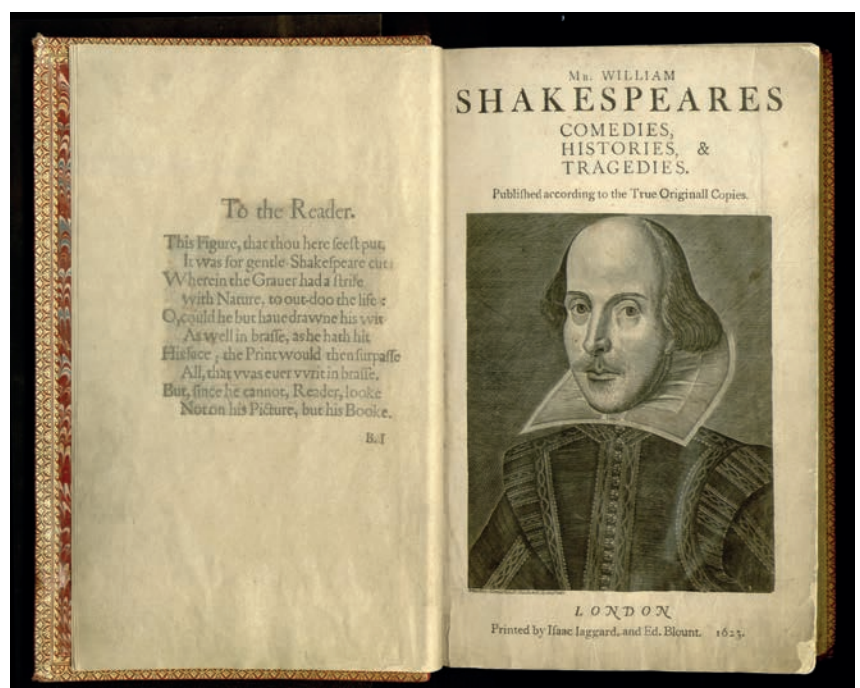 To the Reader.
This Figure, that thou here seeſt put,
It was for gentle Shakeſpeare cut:
Wherein the Grauer had a ſtrife
with Nature, to out-doo the life :
O, could he but haue drawne his wit
As well in braſſe, as he hath hit
His face ; the Print would then ſurpaſſe
All, that vvas euer vvrit in braſſe.
But, ſince he cannot, Reader, looke
Not on his Picture, but his Booke.
B. I
Mr. WILLIAM
SHAKESPEARES
COMEDIES,
HISTORIES, &
TRAGEDIES.
Publiſhed according to the True Originall Copies.
LONDON
Printed by Iſaac Iaggard, and Ed. Blount. 1623.